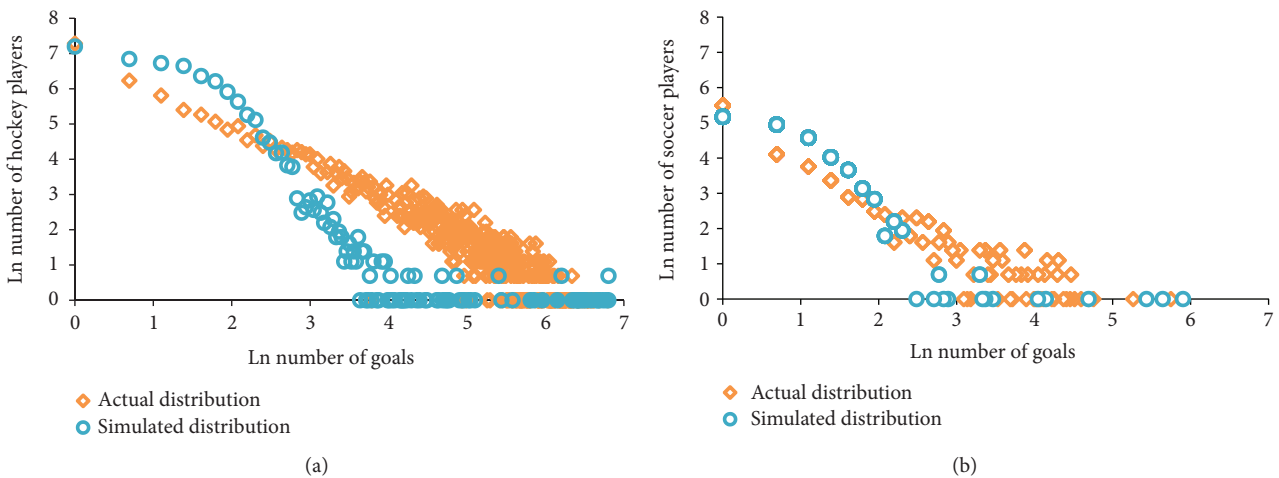 8
7
6
5
4
3
2
1
0
Ln number of hockey players
0 1 2 3 4 5 6 7
Ln number of goals
Actual distribution
Simulated distribution
(a)
8
7
6
5
4
3
2
1
0
Ln number of soccer players
0 1 2 3 4 5 6 7
Ln number of goals
Actual distribution
Simulated distribution
(b)